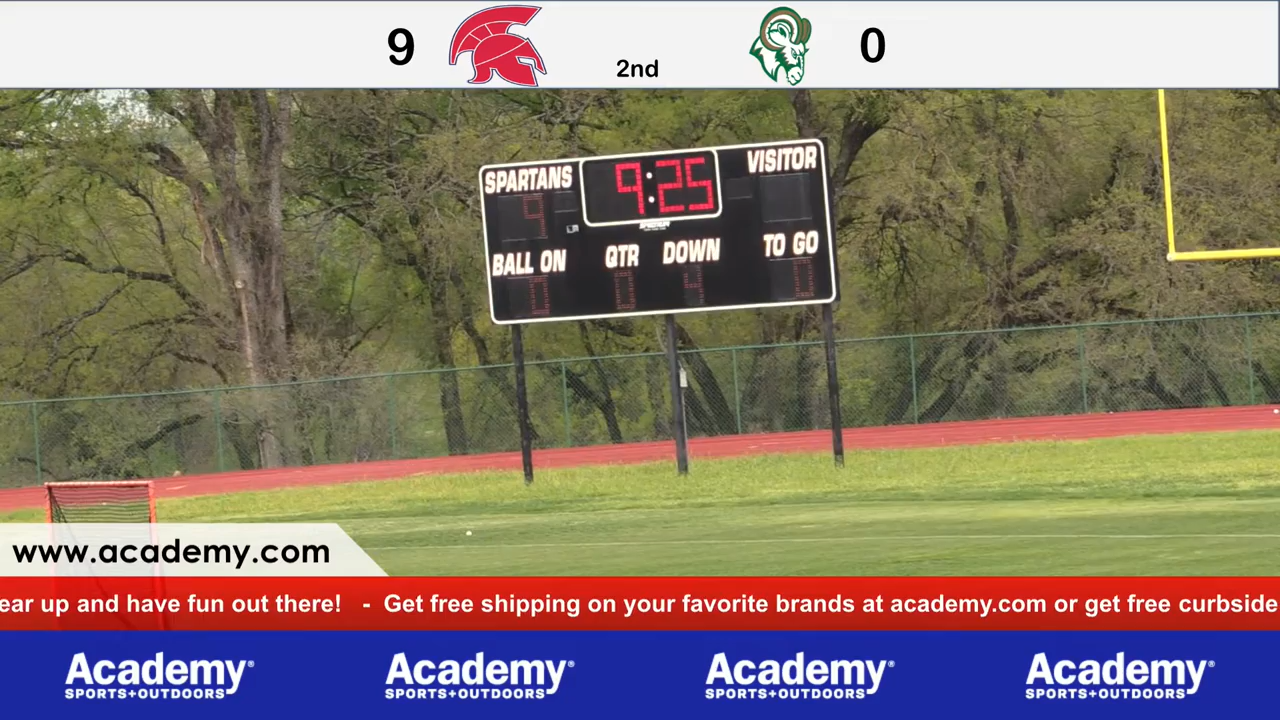 9 2nd 0
SPARTANS 9:25 VISITOR
9
BALL ON QTR DOWN TO GO
www.academy.com
ear up and have fun out there! - Get free shipping on your favorite brands at academy.com or get free curbside
Academy Academy Academy Academy
SPORTS+OUTDOORS SPORTS+OUTDOORS SPORTS+OUTDOORS SPORTS+OUTDOORS